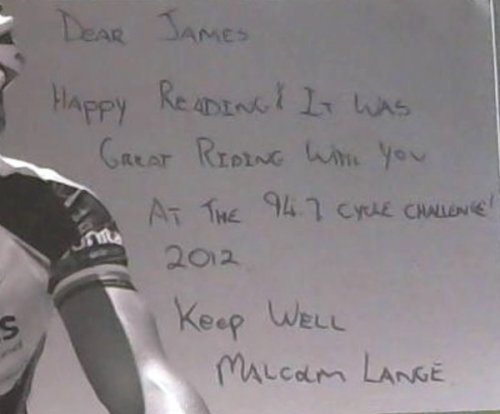 DEAR JAMES
HAPPY READING! IT WAS
GREAT RIDING WITH YOU
AT THE 94.7 CYCLE CHALLENGE!
2012
KEEP WELL
MALCOLM LANGE
unita
s